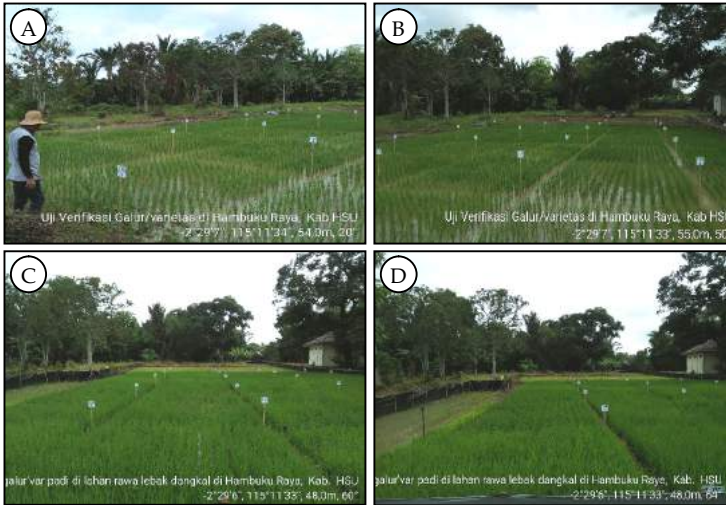 A
Uji Verifikasi Galur/varietas di Hambuku Raya, Kab HSU
-2°29'7", 115°11'34", 54.0m, 20°
B
Uji Verifikasi Galur/varietas di Hambuku Raya, Kab HSU
-2°29'7", 115°11'33", 55.0m, 50
C
galur'var padi di lahan rawa lebak dangkal di Hambuku Raya, Kab. HSU
-2°29'6", 115°11'33", 48.0m, 60°
D
galur'var padi di lahan rawa lebak dangkal di Hambuku Raya, Kab. HSU
-2°29'6", 115°11'33", 48.0m, 64°